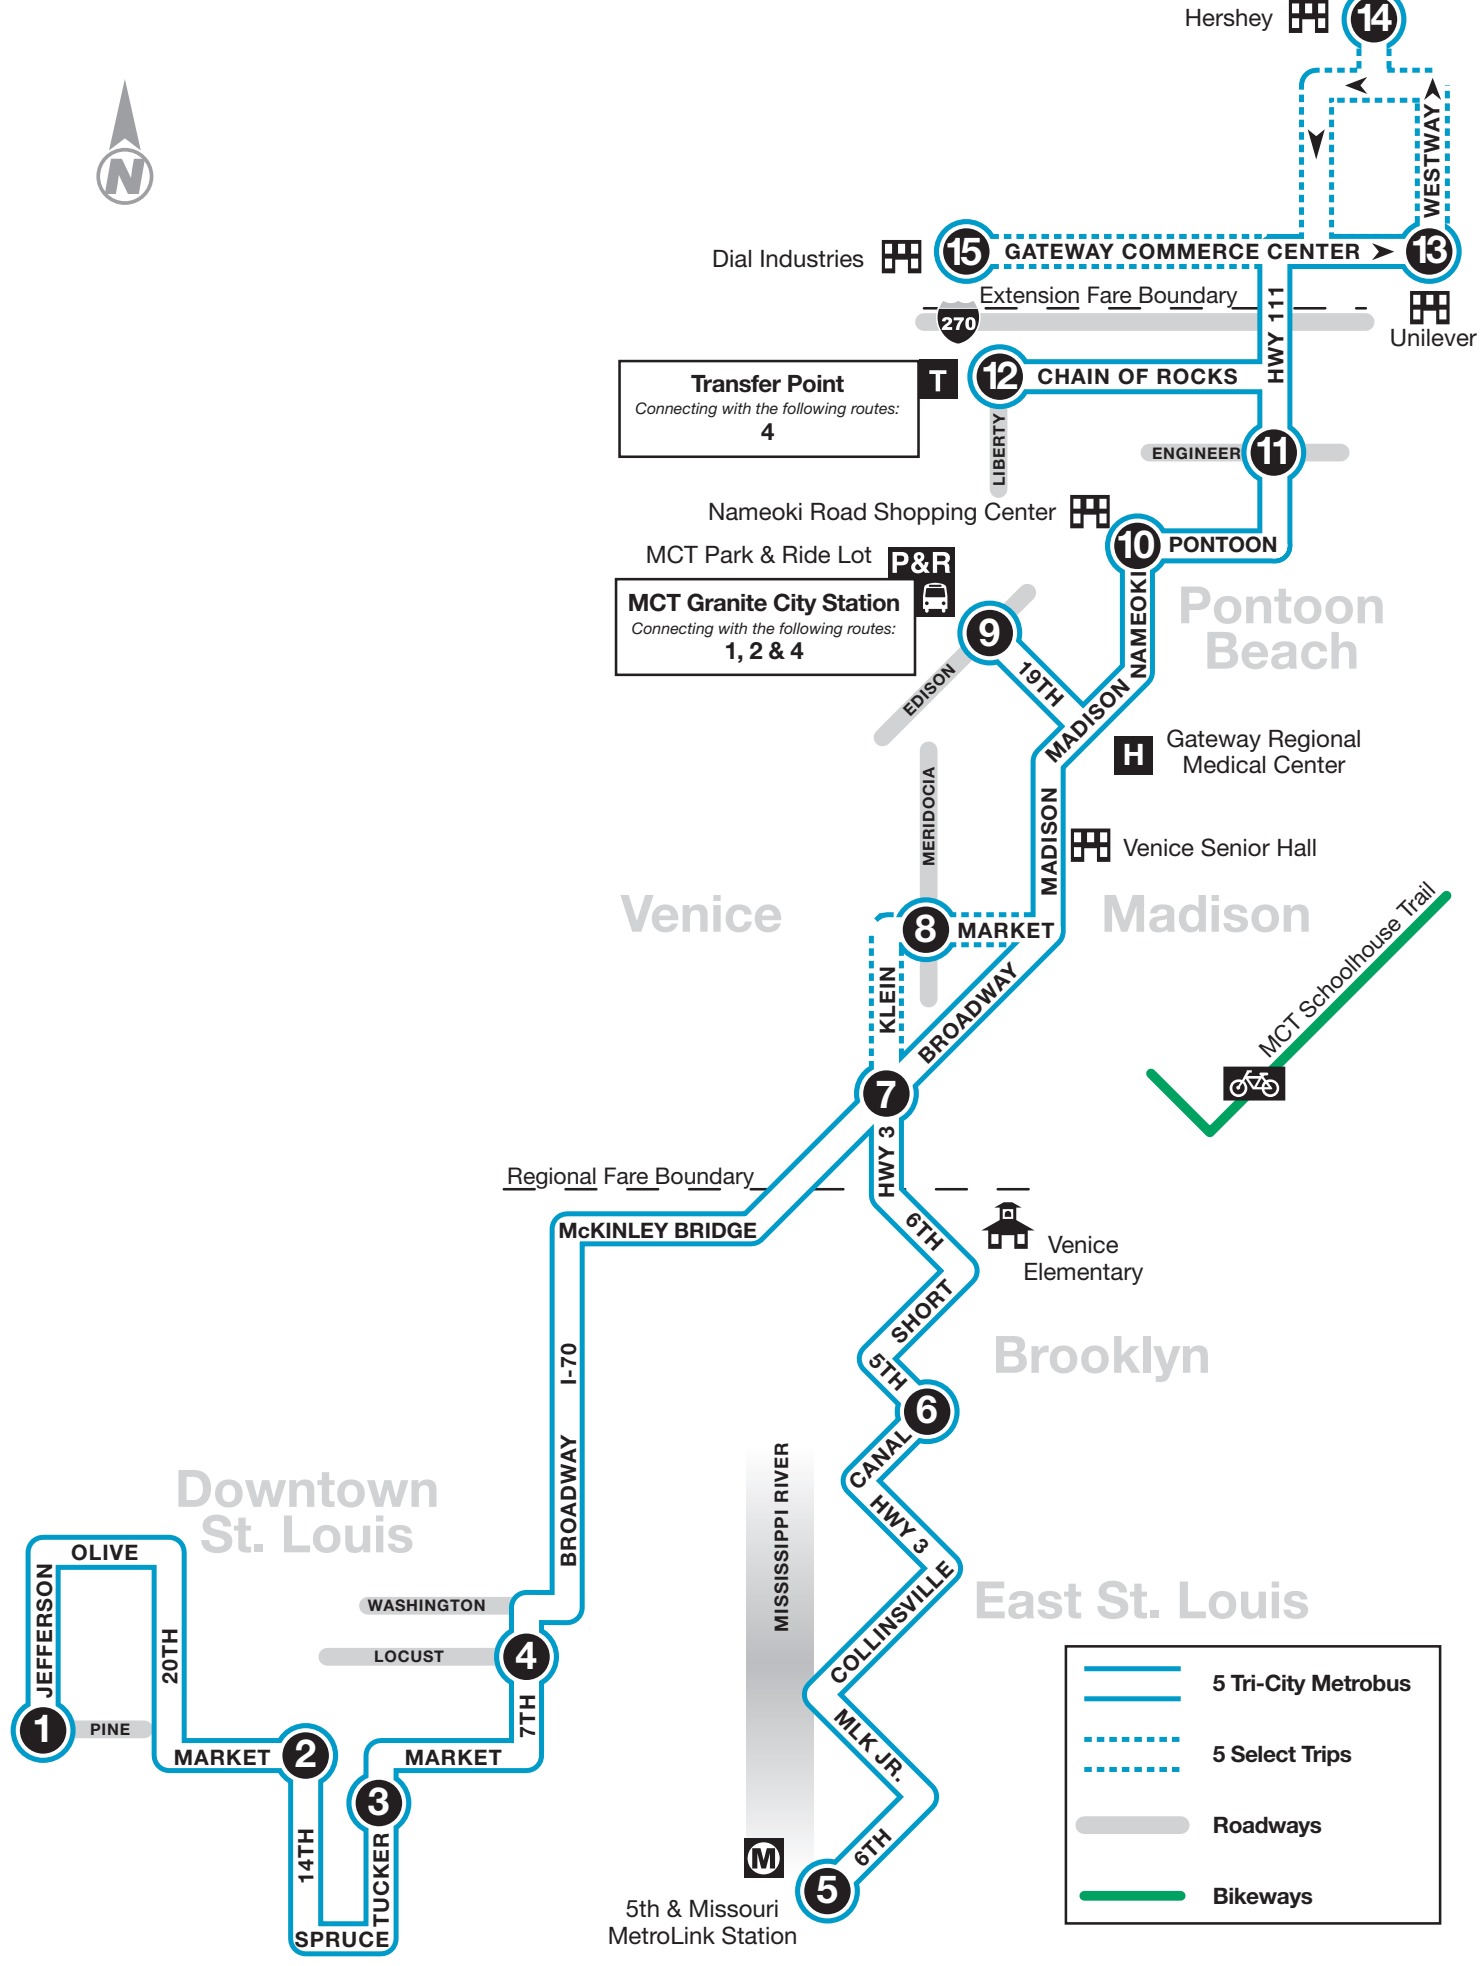 Hershey
14
N
WESTWAY
Dial Industries
15
GATEWAY COMMERCE CENTER
13
Extension Fare Boundary
270
HWY 111
Unilever
Transfer Point
Connecting with the following routes:
4
T
12
CHAIN OF ROCKS
LIBERTY
ENGINEER
11
Nameoki Road Shopping Center
10
PONTOON
MCT Park & Ride Lot
P&R
MCT Granite City Station
Connecting with the following routes:
1, 2 & 4
9
NAMEOKI
Pontoon
Beach
19TH
EDISON
MADISON
H
Gateway Regional
Medical Center
MERIDOCIA
MADISON
Venice Senior Hall
Venice
8
MARKET
Madison
MCT Schoolhouse Trail
KLEIN
BROADWAY
7
HWY 3
Regional Fare Boundary
McKINLEY BRIDGE
6TH
Venice
Elementary
SHORT
I-70
5TH
Brooklyn
6
CANAL
BROADWAY
MISSISSIPPI RIVER
HWY 3
Downtown
St. Louis
COLLINSVILLE
East St. Louis
OLIVE
JEFFERSON
20TH
WASHINGTON
LOCUST
4
7TH
1
PINE
MARKET
2
MARKET
3
MLK JR.
14TH
TUCKER
SPRUCE
M
6TH
5
5th & Missouri
MetroLink Station
5 Tri-City Metrobus
5 Select Trips
Roadways
Bikeways